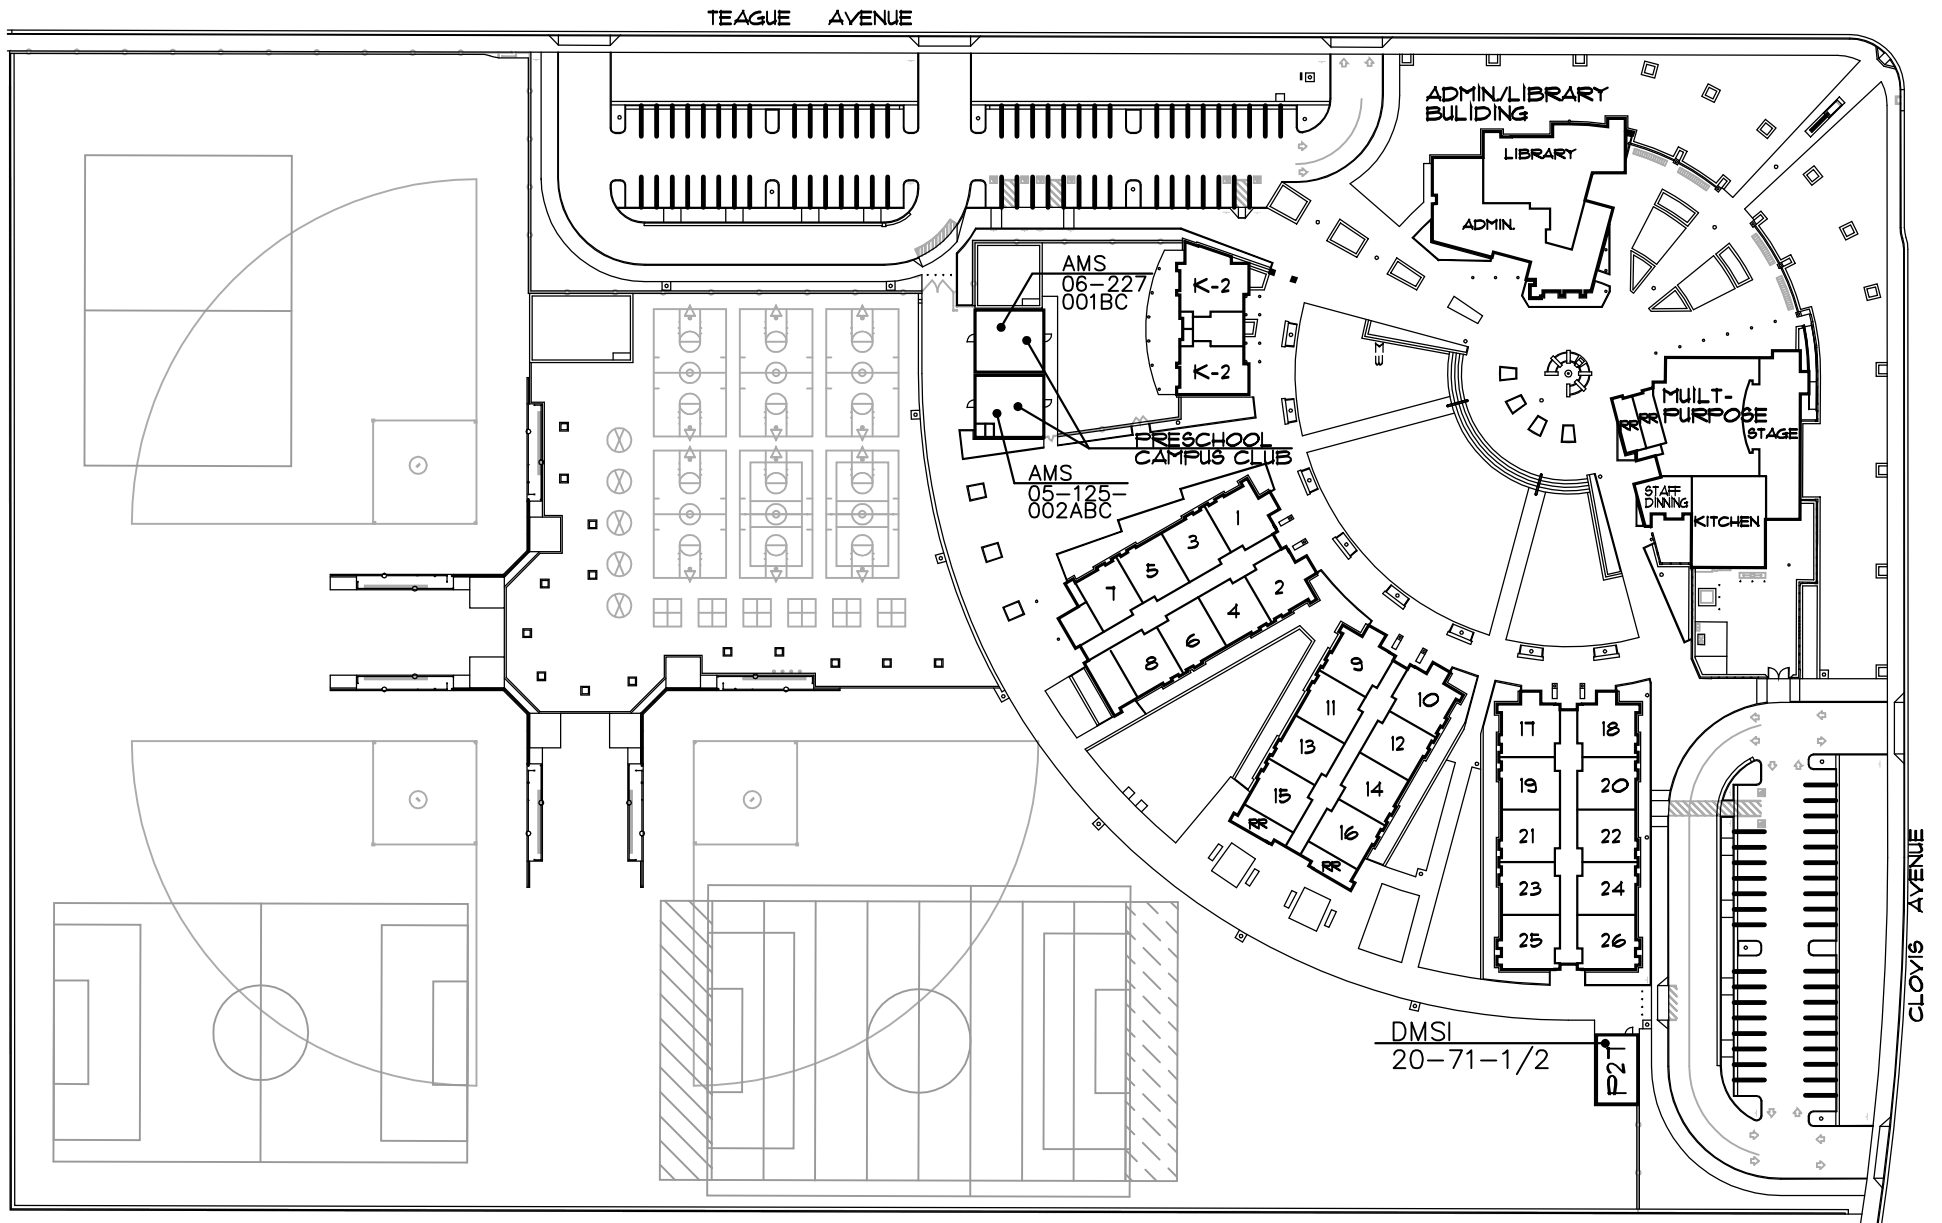 TEAGUE AVENUE
ADMIN/LIBRARY
BULIDING
LIBRARY
ADMIN.
AMS
06-227
001BC
K-2
K-2
PRESCHOOL
CAMPUS CLUB
AMS
05-125-
002ABC
MUILT-
PURPOSE
RR
RR
STAGE
STAFF
DINNING
KITCHEN
1
3
5
7
2
4
6
8
9
11
13
15
RR
10
12
14
16
RR
17
18
19
20
21
22
23
24
25
26
DMSI
20-71-1/2
CLOVIS AVENUE